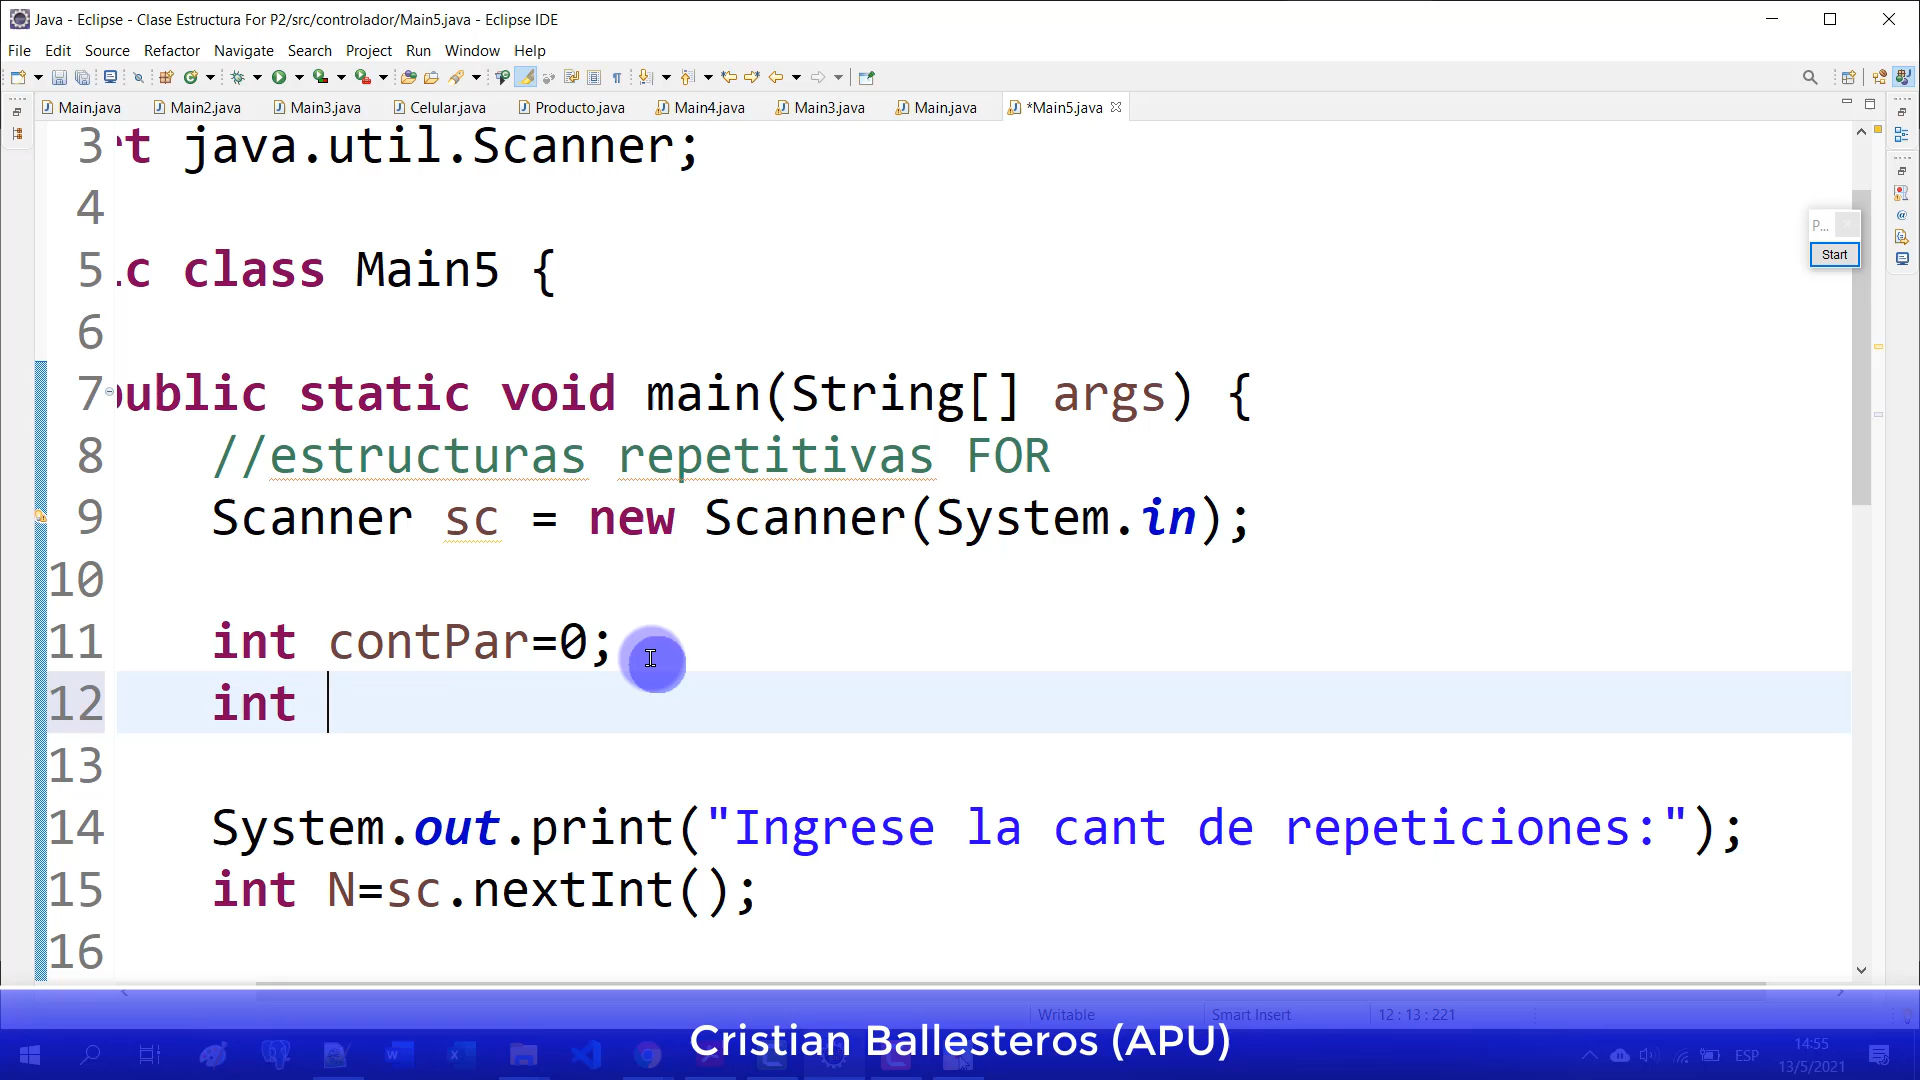 Java - Eclipse - Clase Estructura For P2/src/controlador/Main5.java - Eclipse IDE
File Edit Source Refactor Navigate Search Project Run Window Help
Main.java Main2.java Main3.java Celular.java Producto.java Main4.java Main3.java Main.java *Main5.java
3 rt java.util.Scanner;
4
P...
Start
5 ic class Main5 {
6
7 public static void main(String[] args) {
8 //estructuras repetitivas FOR
9 Scanner sc = new Scanner(System.in);
10
11 int contPar=0;
12 int
13
14 System.out.print("Ingrese la cant de repeticiones:");
15 int N=sc.nextInt();
16
Writable Smart Insert 12 : 13 : 221
Cristian Ballesteros (APU)
ESP
14:55
13/5/2021